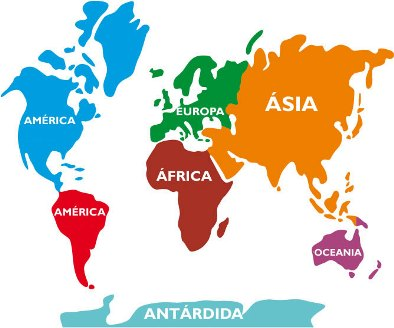 ÁSIA
EUROPA
AMÉRICA
ÁFRICA
AMÉRICA
OCEANIA
ANTÁRDIDA